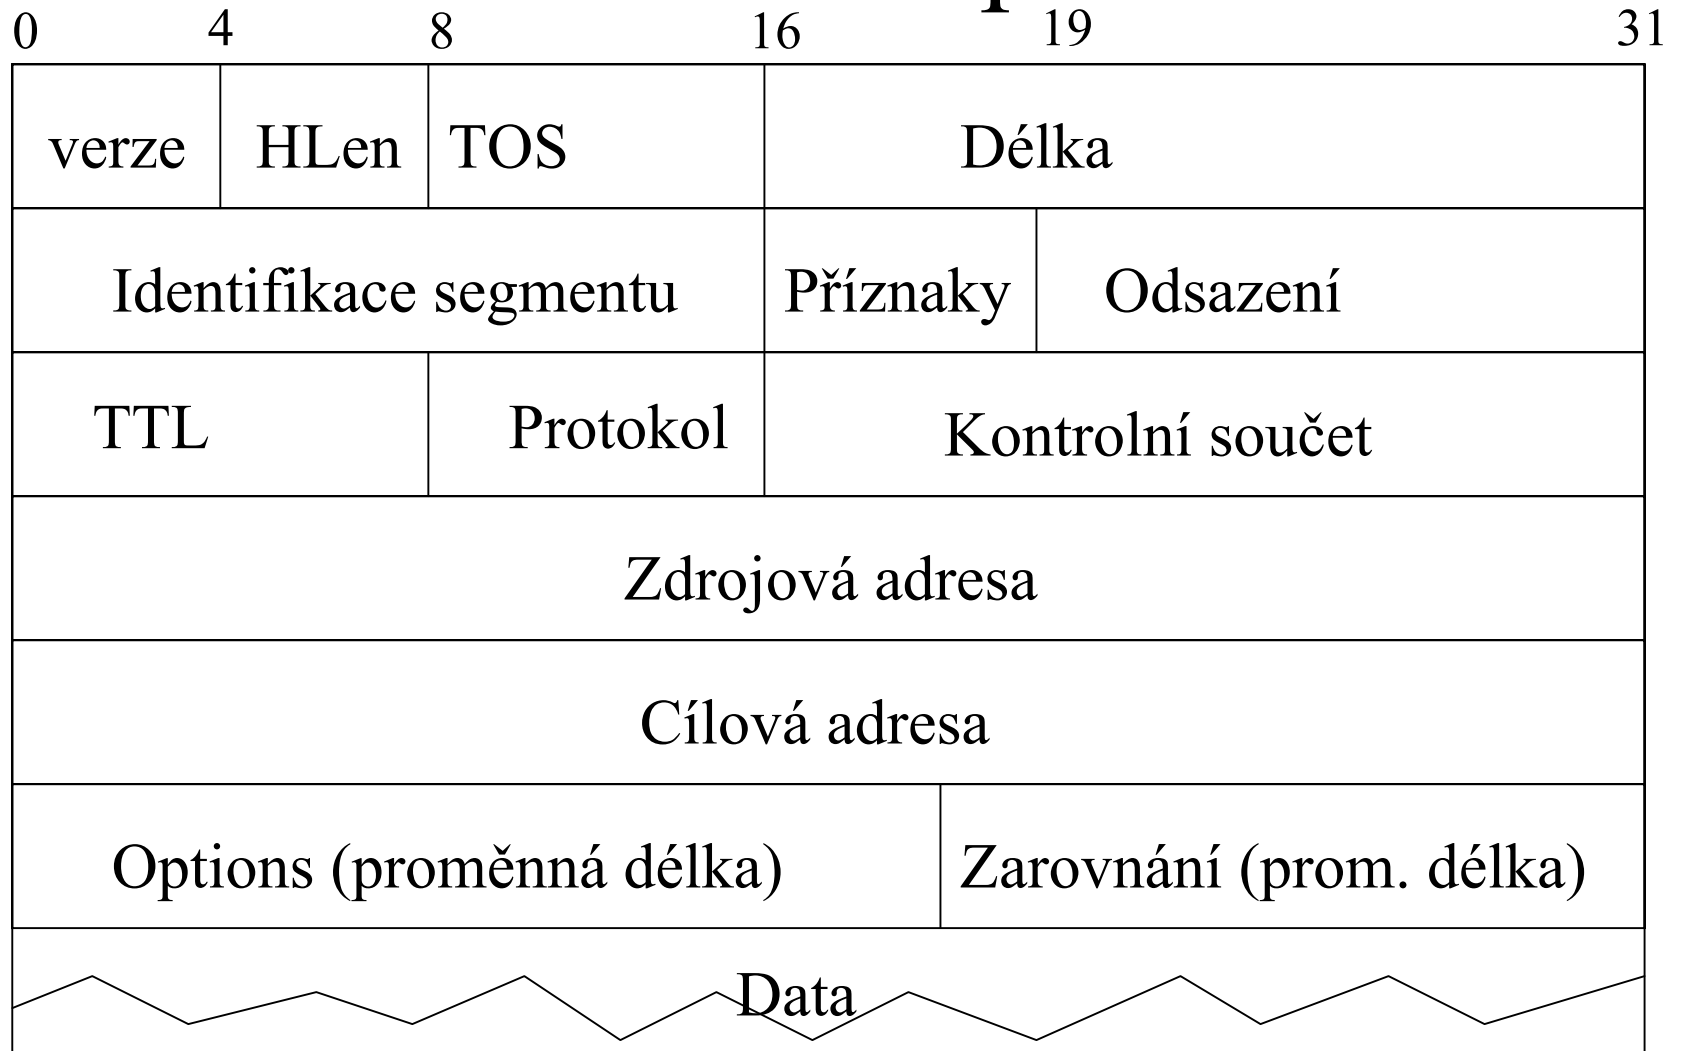 0 4 8 16 19 31
verze HLen TOS Délka
Identifikace segmentu Příznaky Odsazení
TTL Protokol Kontrolní součet
Zdrojová adresa
Cílová adresa
Options (proměnná délka) Zarovnání (prom. délka)
Data